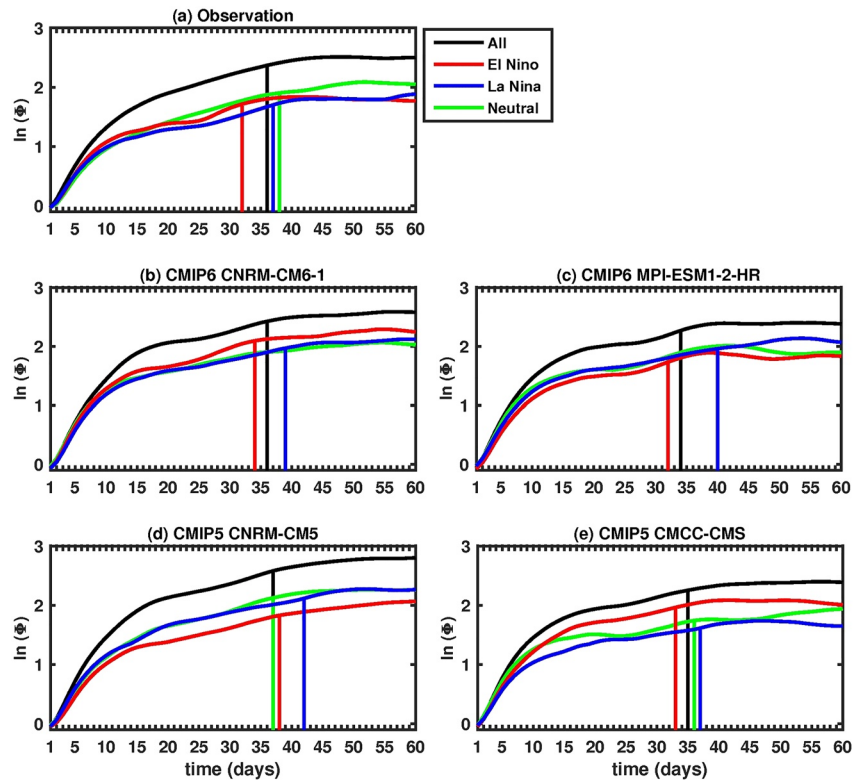 (a) Observation
3
2
1
0
ln (Φ)
1 5 10 15 20 25 30 35 40 45 50 55 60
All
El Nino
La Nina
Neutral
(b) CMIP6 CNRM-CM6-1
3
2
1
0
ln (Φ)
1 5 10 15 20 25 30 35 40 45 50 55 60
(c) CMIP6 MPI-ESM1-2-HR
3
2
1
0
ln (Φ)
1 5 10 15 20 25 30 35 40 45 50 55 60
(d) CMIP5 CNRM-CM5
3
2
1
0
ln (Φ)
1 5 10 15 20 25 30 35 40 45 50 55 60
time (days)
(e) CMIP5 CMCC-CMS
3
2
1
0
ln (Φ)
1 5 10 15 20 25 30 35 40 45 50 55 60
time (days)